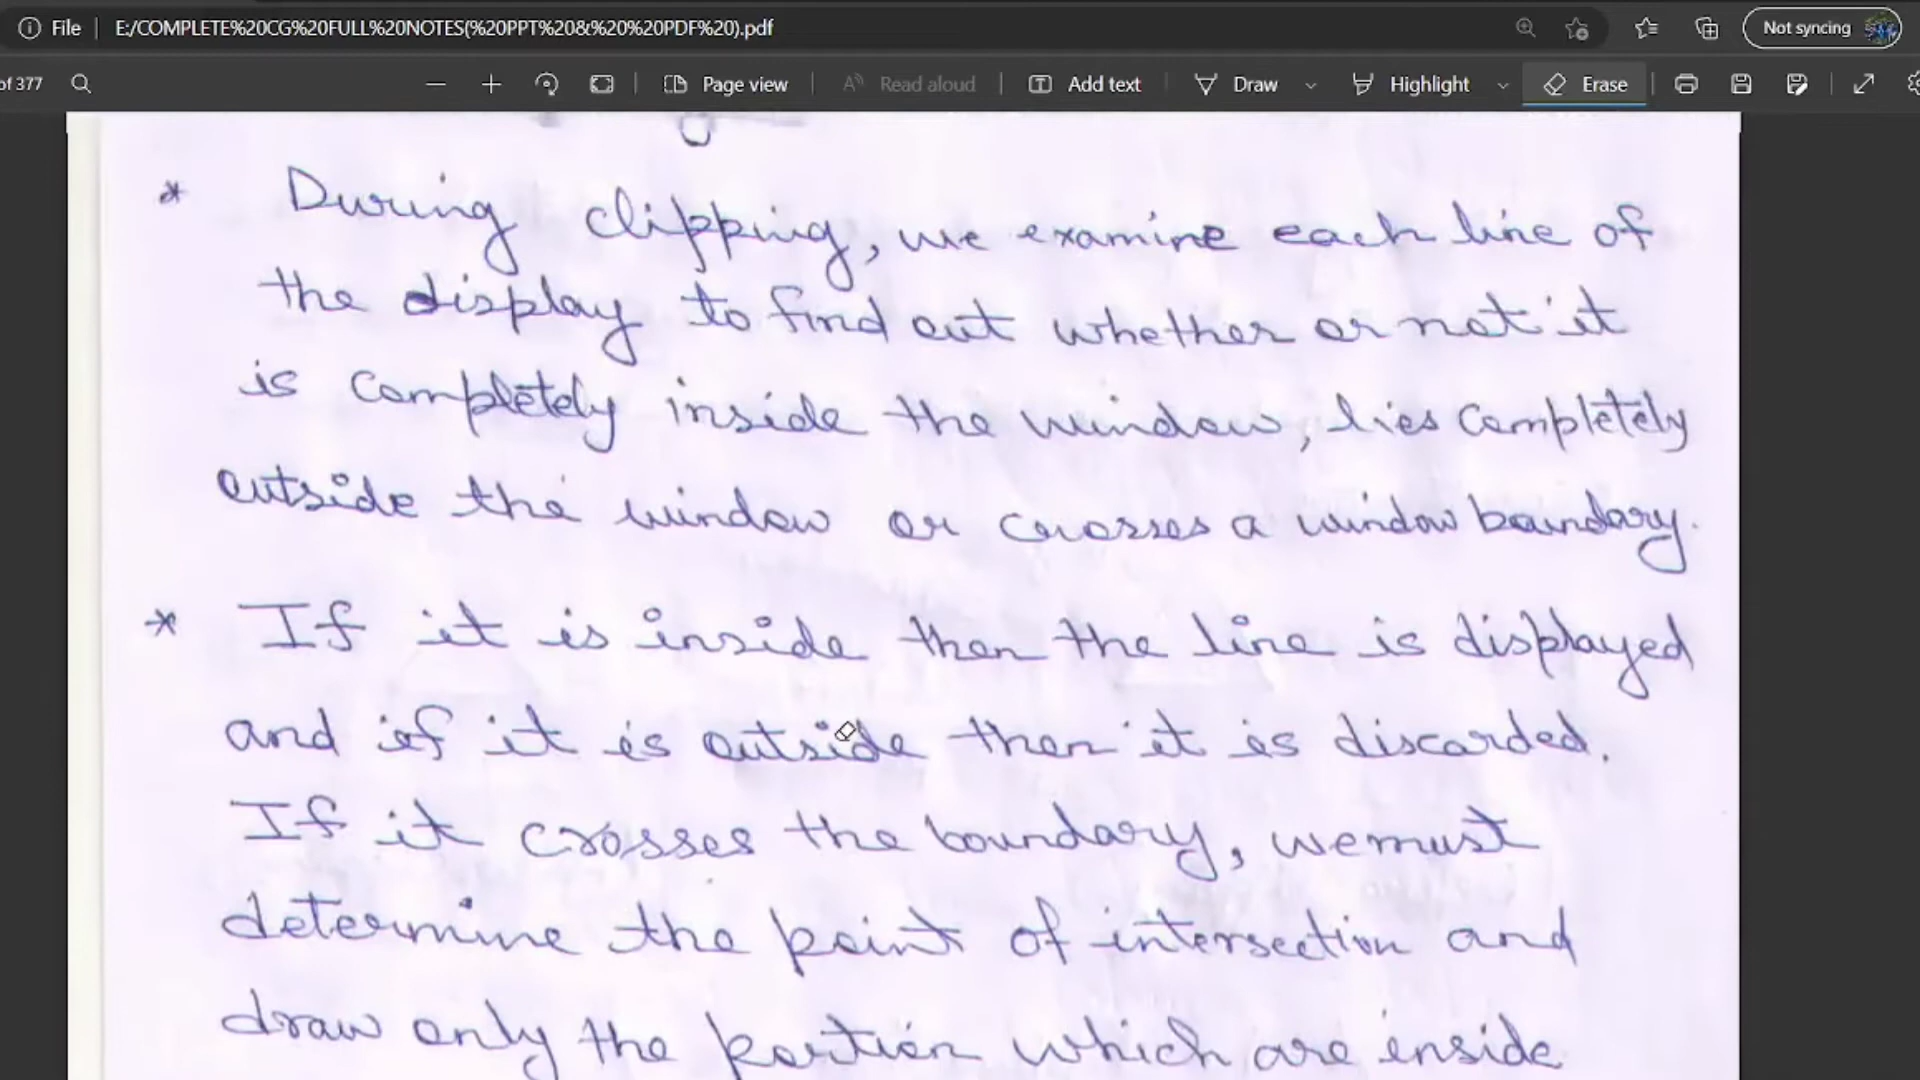 File | E:/COMPLETE%20CG%20FULL%20NOTES(%20PPT%20&%20%20PDF%20).pdf Not syncing
of 377 Page view Read aloud Add text Draw Highlight Erase
* During clipping, we examine each line of
the display to find out whether or not it
is completely inside the window, lies completely
outside the window or crosses a window boundary.
* If it is inside then the line is displayed
and if it is outside then it is discarded.
If it crosses the boundary, we must
determine the point of intersection and
draw only the portion which are inside